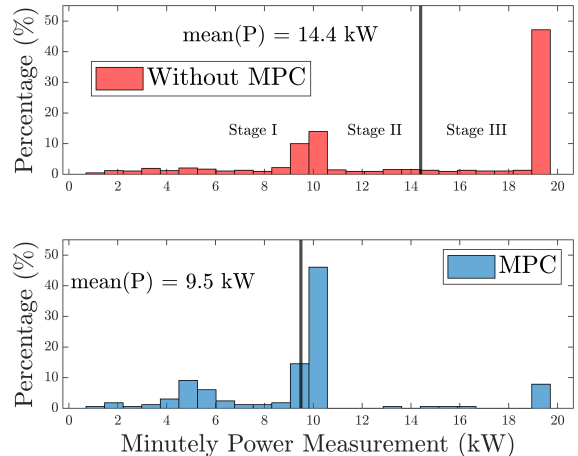 mean(P) = 14.4 kW
Without MPC
Stage I
Stage II
Stage III
Percentage (%)
50
40
30
20
10
0
0 2 4 6 8 10 12 14 16 18 20
mean(P) = 9.5 kW
MPC
Percentage (%)
50
40
30
20
10
0
0 2 4 6 8 10 12 14 16 18 20
Minutely Power Measurement (kW)